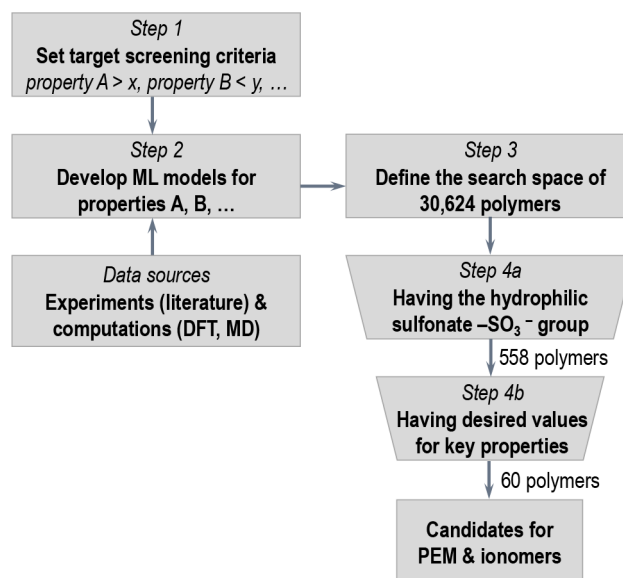 Step 1
Set target screening criteria
property A > x, property B < y, …
Step 2
Develop ML models for
properties A, B, …
Data sources
Experiments (literature) &
computations (DFT, MD)
Step 3
Define the search space of
30,624 polymers
Step 4a
Having the hydrophilic
sulfonate –SO₃⁻ group
558 polymers
Step 4b
Having desired values
for key properties
60 polymers
Candidates for
PEM & ionomers